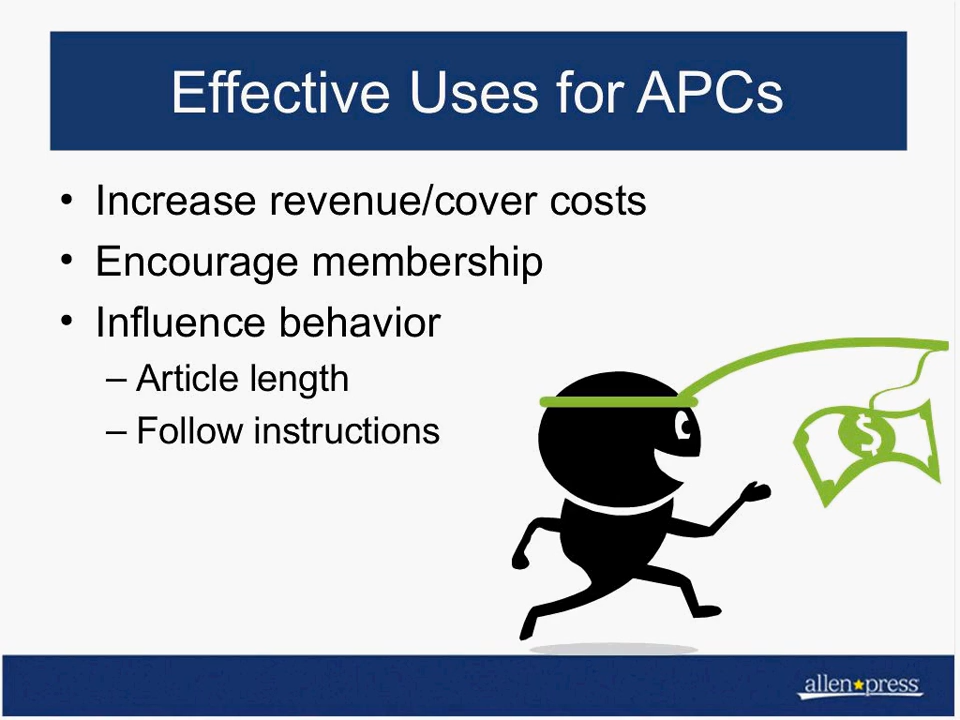 Effective Uses for APCs
• Increase revenue/cover costs
• Encourage membership
• Influence behavior
– Article length
– Follow instructions
$
allen★press